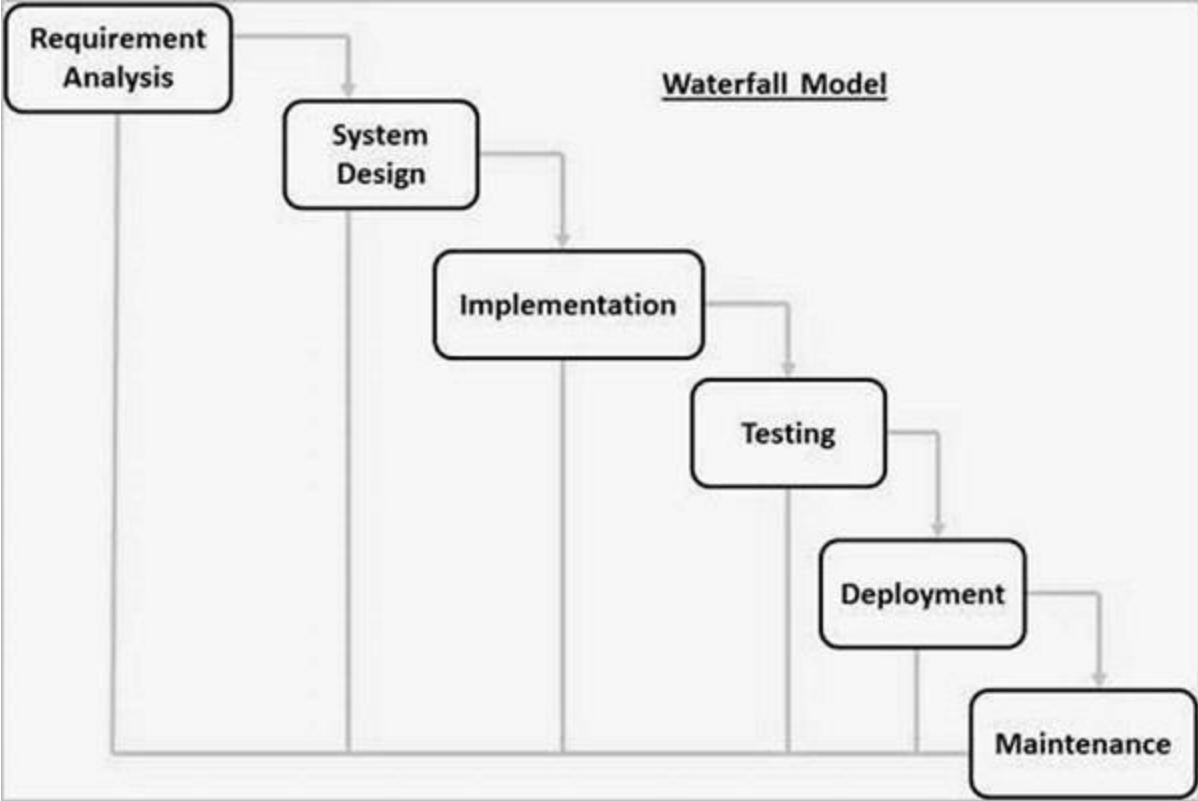 Requirement
Analysis
Waterfall Model
System
Design
Implementation
Testing
Deployment
Maintenance